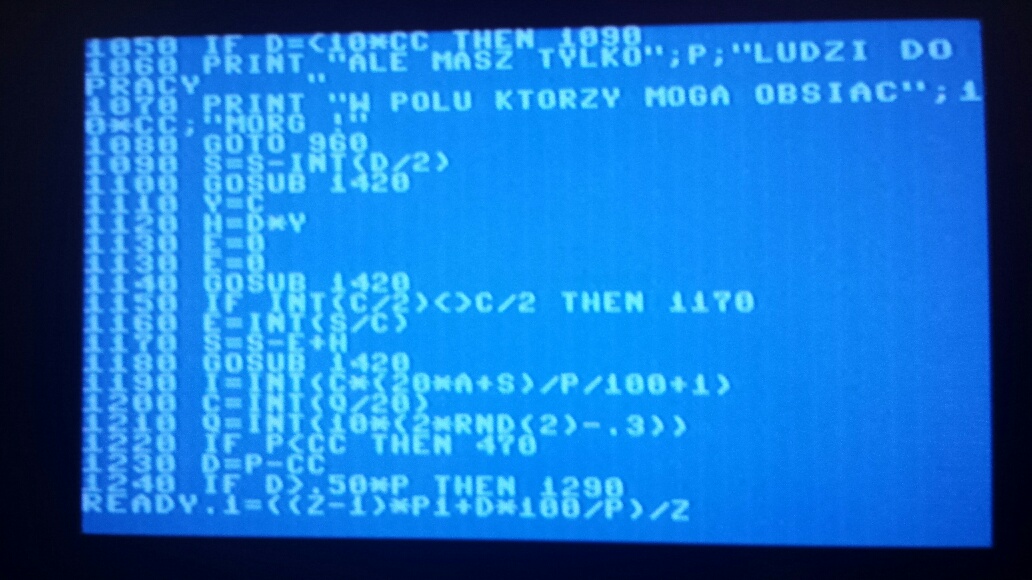 1050 IF D=(10*CC THEN 1090
1060 PRINT "ALE MASZ TYLKO";P;"LUDZI DO
PRACY      "
1070 PRINT "W POLU KTORZY MOGA OBSIAC";1
0*CC;"MORG !"
1080 GOTO 960
1090 S=S-INT(D/2)
1100 GOSUB 1420
1110 Y=C
1120 H=D*Y
1130 E=0
1130 E=0
1140 GOSUB 1420
1150 IF INT(C/2)<>C/2 THEN 1170
1160 E=INT(S/C)
1170 S=S-E+H
1180 GOSUB 1420
1190 I=INT(C*(20*A+S)/P/100+1)
1200 C=INT(Q/20)
1210 Q=INT(10*(2*RND(2)-.3))
1220 IF P<CC THEN 470
1230 D=P-CC
1240 IF D>.50*P THEN 1290
READY.1=((Z-1)*P1+D*100/P)/Z